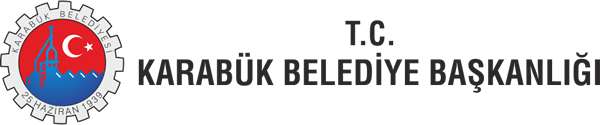 KARABÜK BELEDİYESİ
25 HAZİRAN 1939
T.C.
KARABÜK BELEDİYE BAŞKANLIĞI